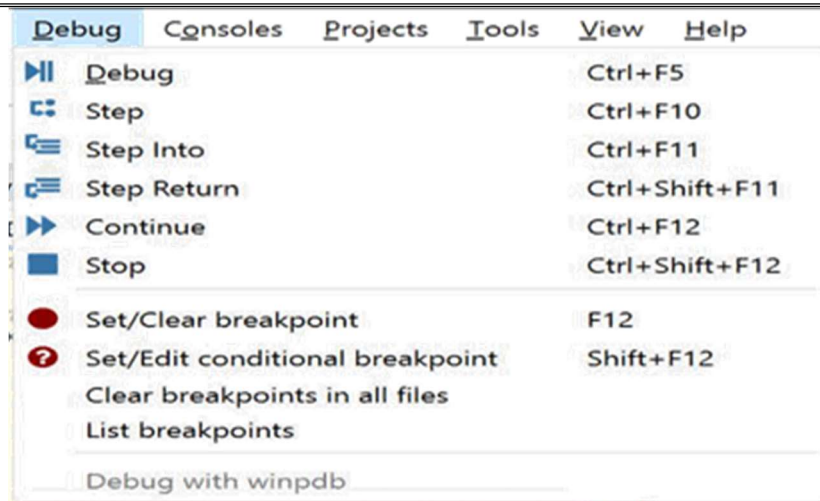 Debug Consoles Projects Tools View Help
Debug Ctrl+F5
Step Ctrl+F10
Step Into Ctrl+F11
Step Return Ctrl+Shift+F11
Continue Ctrl+F12
Stop Ctrl+Shift+F12
Set/Clear breakpoint F12
Set/Edit conditional breakpoint Shift+F12
Clear breakpoints in all files
List breakpoints
Debug with winpdb